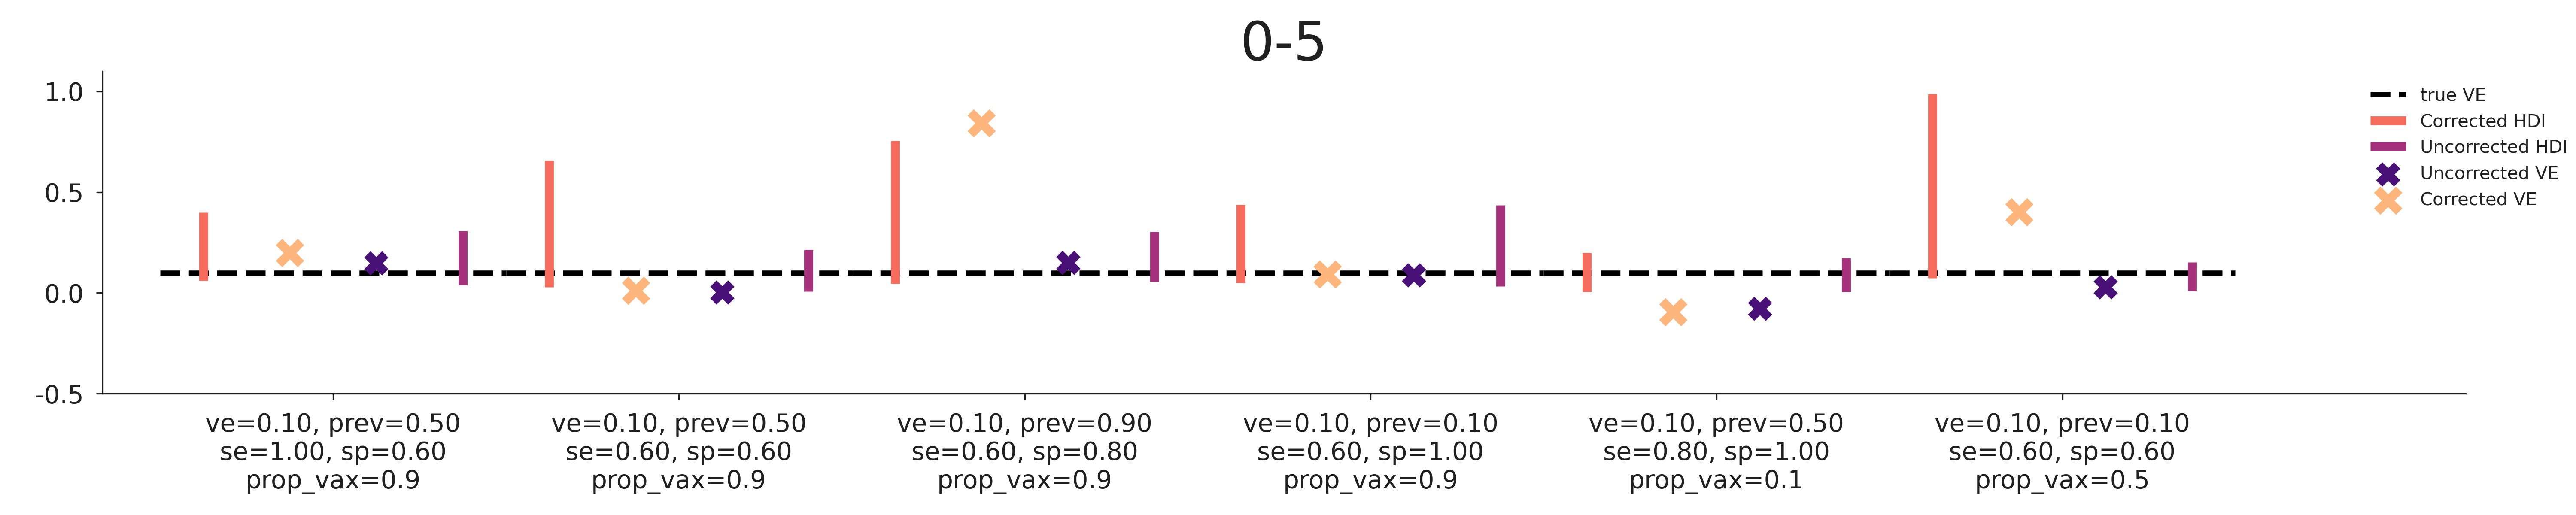 0-5
1.0
0.5
0.0
-0.5
true VE
Corrected HDI
Uncorrected HDI
Uncorrected VE
Corrected VE
ve=0.10, prev=0.50
se=1.00, sp=0.60
prop_vax=0.9
ve=0.10, prev=0.50
se=0.60, sp=0.60
prop_vax=0.9
ve=0.10, prev=0.90
se=0.60, sp=0.80
prop_vax=0.9
ve=0.10, prev=0.10
se=0.60, sp=1.00
prop_vax=0.9
ve=0.10, prev=0.50
se=0.80, sp=1.00
prop_vax=0.1
ve=0.10, prev=0.10
se=0.60, sp=0.60
prop_vax=0.5